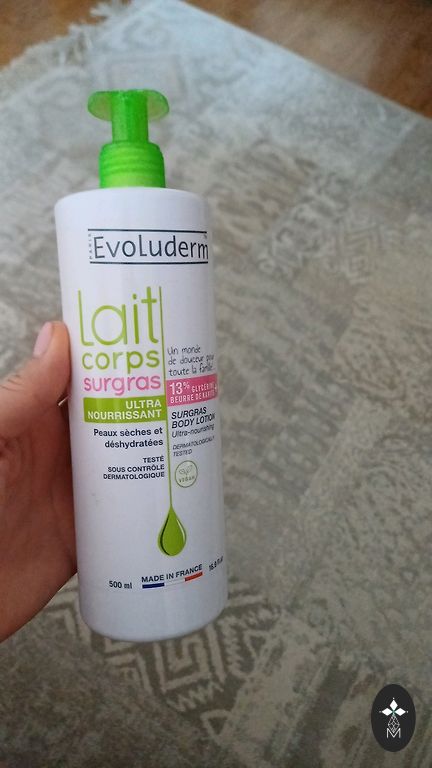 PARIS
Evoluderm
Lait
corps
surgras
ULTRA
NOURRISSANT
Peaux sèches et
déshydratées
TESTÉ
SOUS CONTRÔLE
DERMATOLOGIQUE
500 ml
Un monde
de douceur pour
toute la famille!
13% GLYCÉRINE +
BEURRE DE KARITÉ
SURGRAS
BODY LOTION
Ultra-nourishing
DERMATOLOGICALLY
TESTED
VEGAN
MADE IN FRANCE
16.9 fl
M